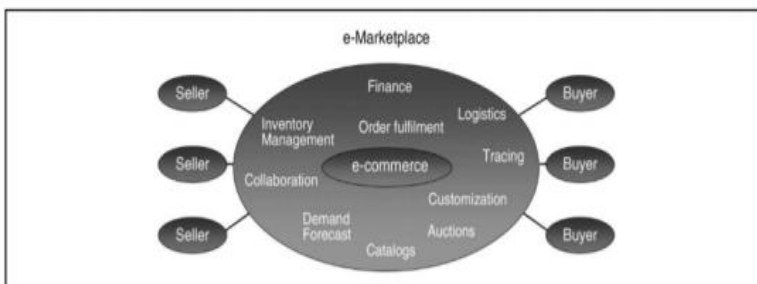 e-Marketplace
Finance
Seller
Buyer
Logistics
Inventory
Management
Order fulfilment
Seller
e-commerce
Tracing
Buyer
Collaboration
Customization
Demand
Forecast
Auctions
Seller
Buyer
Catalogs